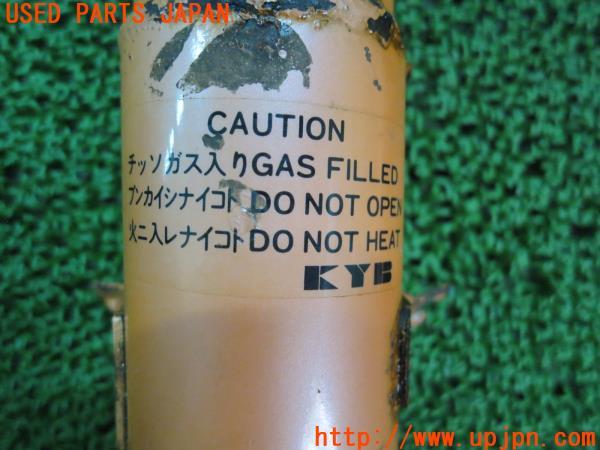 USED PARTS JAPAN
CAUTION
チッソガス入りGAS FILLED
ブンカイシナイコトDO NOT OPEN
火ニ入レナイコトDO NOT HEAT
KYB
http://www.upjpn.com